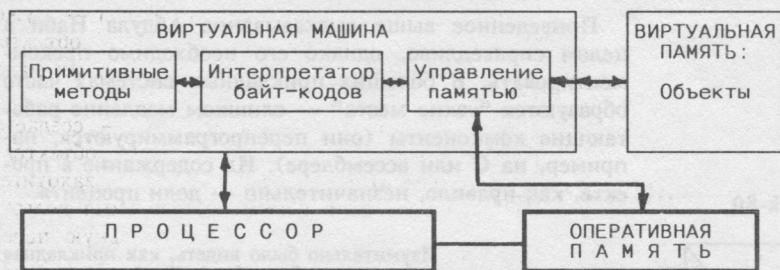 ВИРТУАЛЬНАЯ МАШИНА
Примитивные
методы
Интерпретатор
байт-кодов
Управление
памятью
ВИРТУАЛЬНАЯ
ПАМЯТЬ:
Объекты
ПРОЦЕССОР
ОПЕРАТИВНАЯ
ПАМЯТЬ